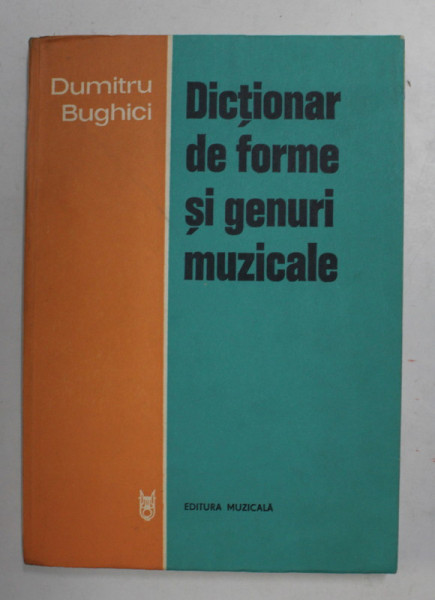 Dumitru
Bughici
Dicționar
de forme
și genuri
muzicale
EDITURA MUZICALĂ